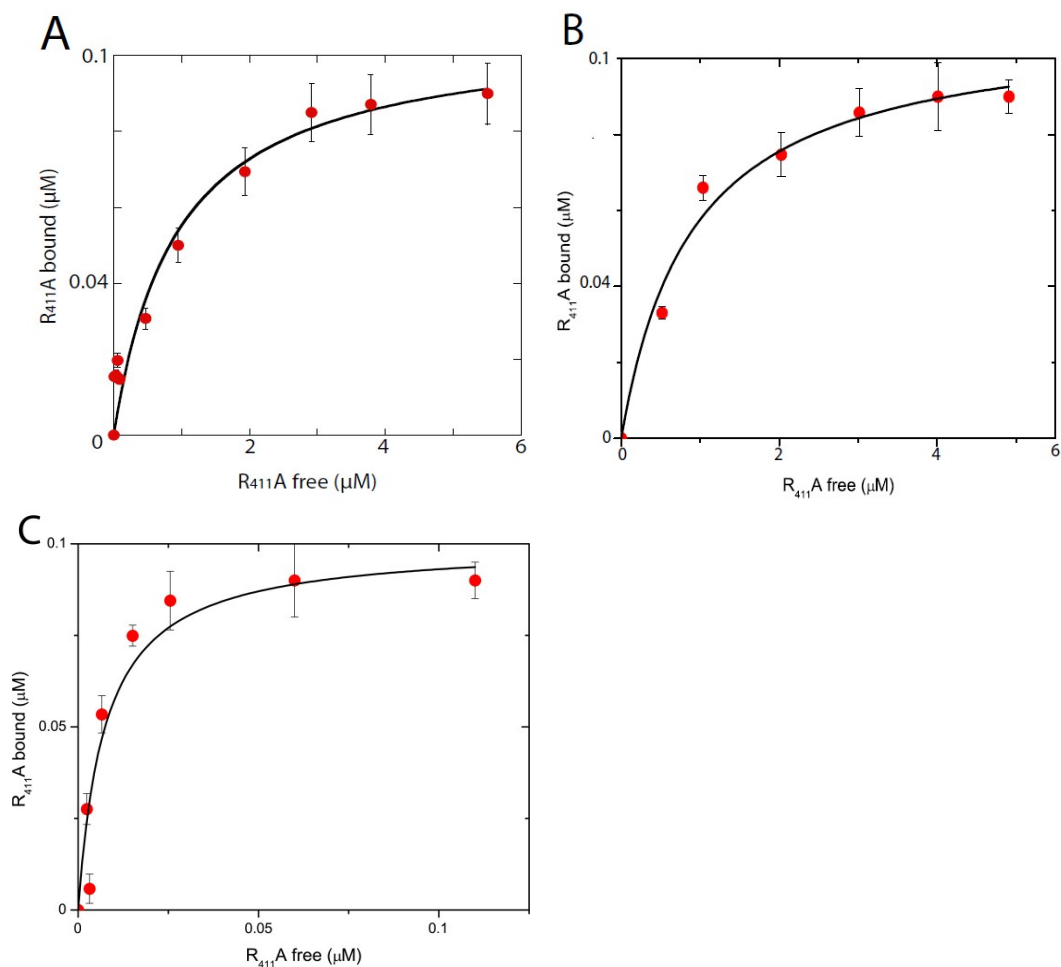 A
0.1
0.04
0
2
4
6
R₄₁₁A bound (μM)
R₄₁₁A free (μM)
B
0.1
0.04
0
0
2
4
6
R₄₁₁A bound (μM)
R₄₁₁A free (μM)
C
0.1
0.05
0
0
0.05
0.1
R₄₁₁A bound (μM)
R₄₁₁A free (μM)